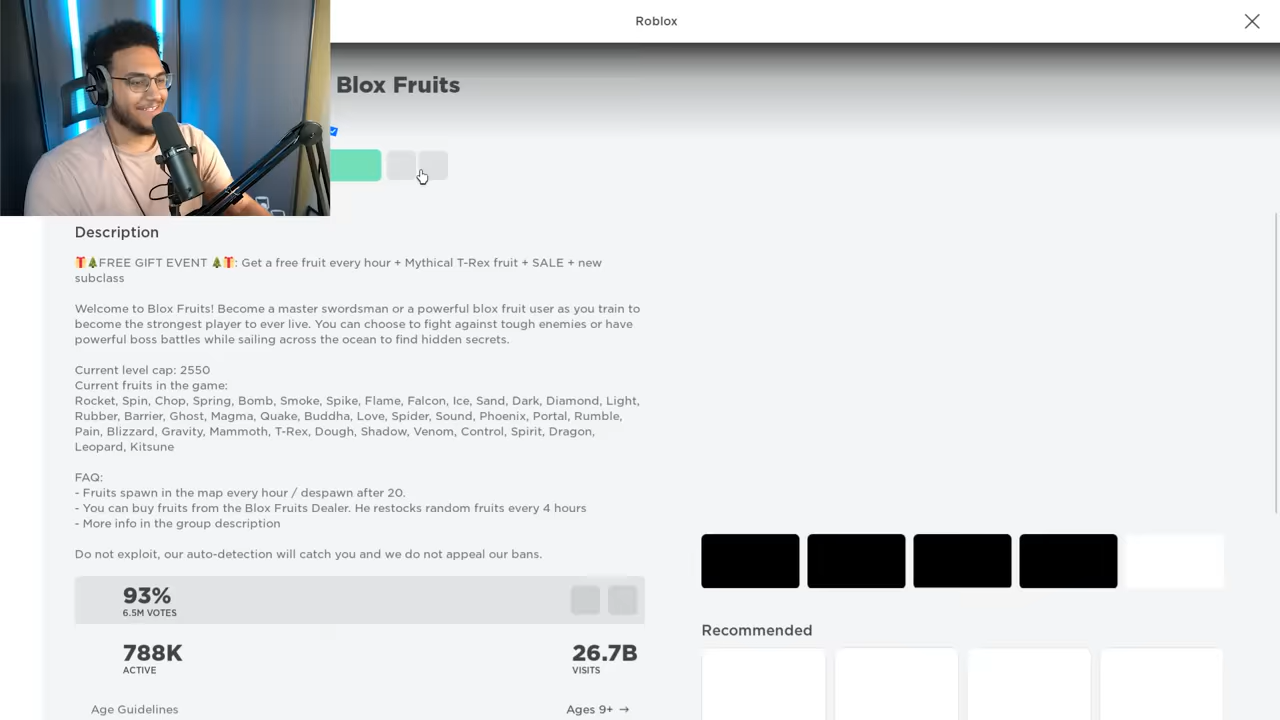 Roblox
Blox Fruits
Description
🎁🎄FREE GIFT EVENT 🎄🎁: Get a free fruit every hour + Mythical T-Rex fruit + SALE + new
subclass
Welcome to Blox Fruits! Become a master swordsman or a powerful blox fruit user as you train to
become the strongest player to ever live. You can choose to fight against tough enemies or have
powerful boss battles while sailing across the ocean to find hidden secrets.
Current level cap: 2550
Current fruits in the game:
Rocket, Spin, Chop, Spring, Bomb, Smoke, Spike, Flame, Falcon, Ice, Sand, Dark, Diamond, Light,
Rubber, Barrier, Ghost, Magma, Quake, Buddha, Love, Spider, Sound, Phoenix, Portal, Rumble,
Pain, Blizzard, Gravity, Mammoth, T-Rex, Dough, Shadow, Venom, Control, Spirit, Dragon,
Leopard, Kitsune
FAQ:
- Fruits spawn in the map every hour / despawn after 20.
- You can buy fruits from the Blox Fruits Dealer. He restocks random fruits every 4 hours
- More info in the group description
Do not exploit, our auto-detection will catch you and we do not appeal our bans.
93%
6.5M VOTES
788K
ACTIVE
26.7B
VISITS
Age Guidelines
Ages 9+ →
Recommended